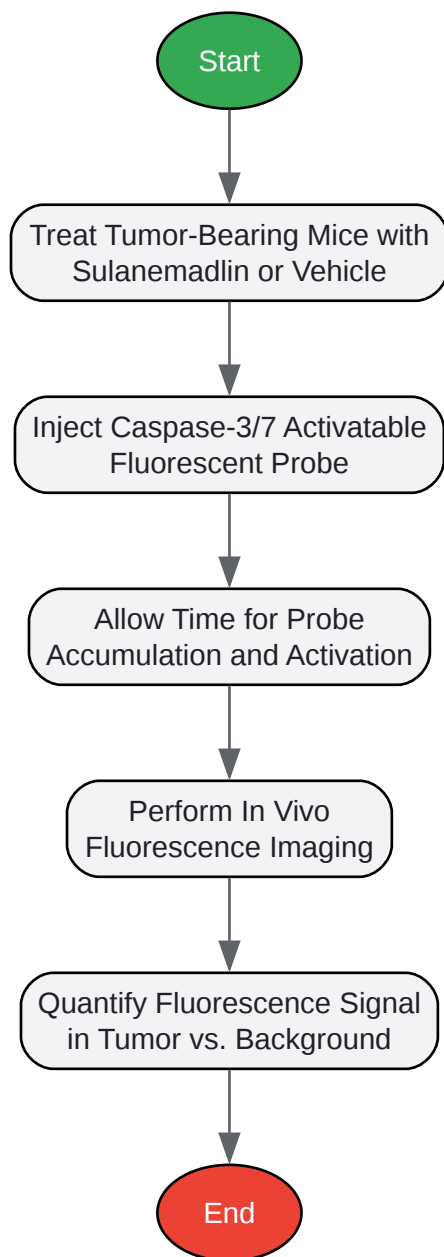 Start
Treat Tumor-Bearing Mice with
Sulanemadlin or Vehicle
Inject Caspase-3/7 Activatable
Fluorescent Probe
Allow Time for Probe
Accumulation and Activation
Perform In Vivo
Fluorescence Imaging
Quantify Fluorescence Signal
in Tumor vs. Background
End